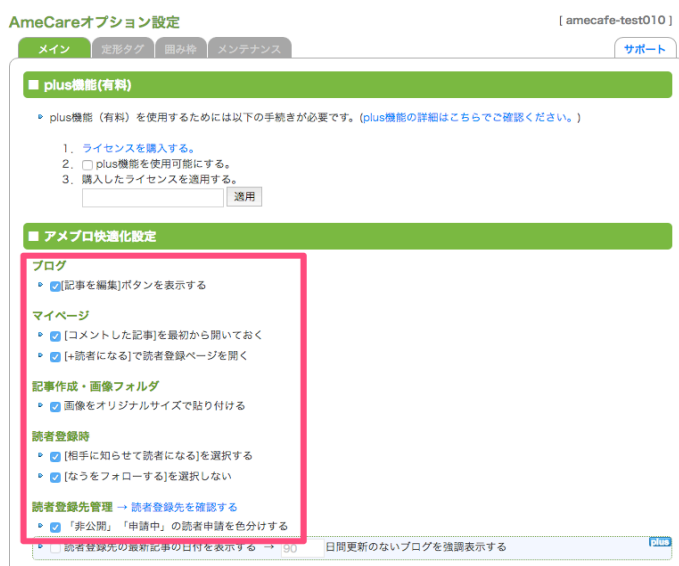 AmeCareオプション設定
[ amecafe-test010 ]
メイン 定形タグ 囲み枠 メンテナンス サポート
■ plus機能(有料)
plus機能（有料）を使用するためには以下の手続きが必要です。(plus機能の詳細はこちらでご確認ください。)
1. ライセンスを購入する。
2. plus機能を使用可能にする。
3. 購入したライセンスを適用する。
適用
■ アメブロ快適化設定
ブログ
[記事を編集]ボタンを表示する
マイページ
[コメントした記事]を最初から開いておく
[+読者になる]で読者登録ページを開く
記事作成・画像フォルダ
画像をオリジナルサイズで貼り付ける
読者登録時
[相手に知らせて読者になる]を選択する
[なうをフォローする]を選択しない
読者登録先管理 → 読者登録先を確認する
「非公開」「申請中」の読者申請を色分けする
読者登録先の最新記事の日付を表示する → 90 日間更新のないブログを強調表示する
plus